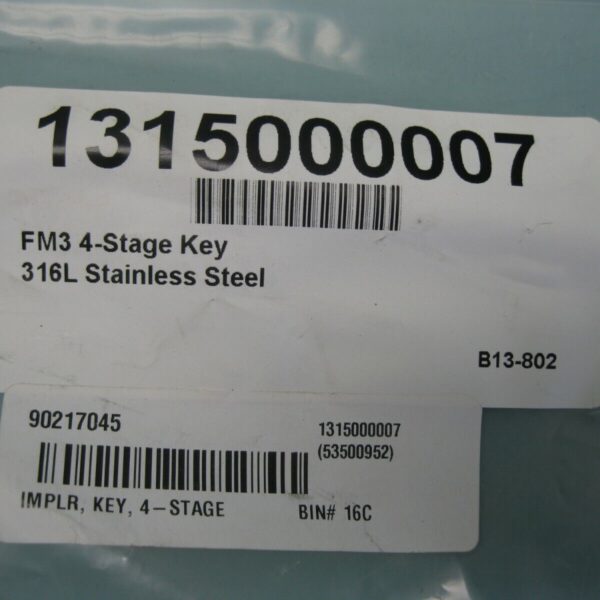 1315000007
FM3 4-Stage Key
316L Stainless Steel
B13-802
90217045
1315000007
(53500952)
IMPLR, KEY, 4-STAGE
BIN# 16C